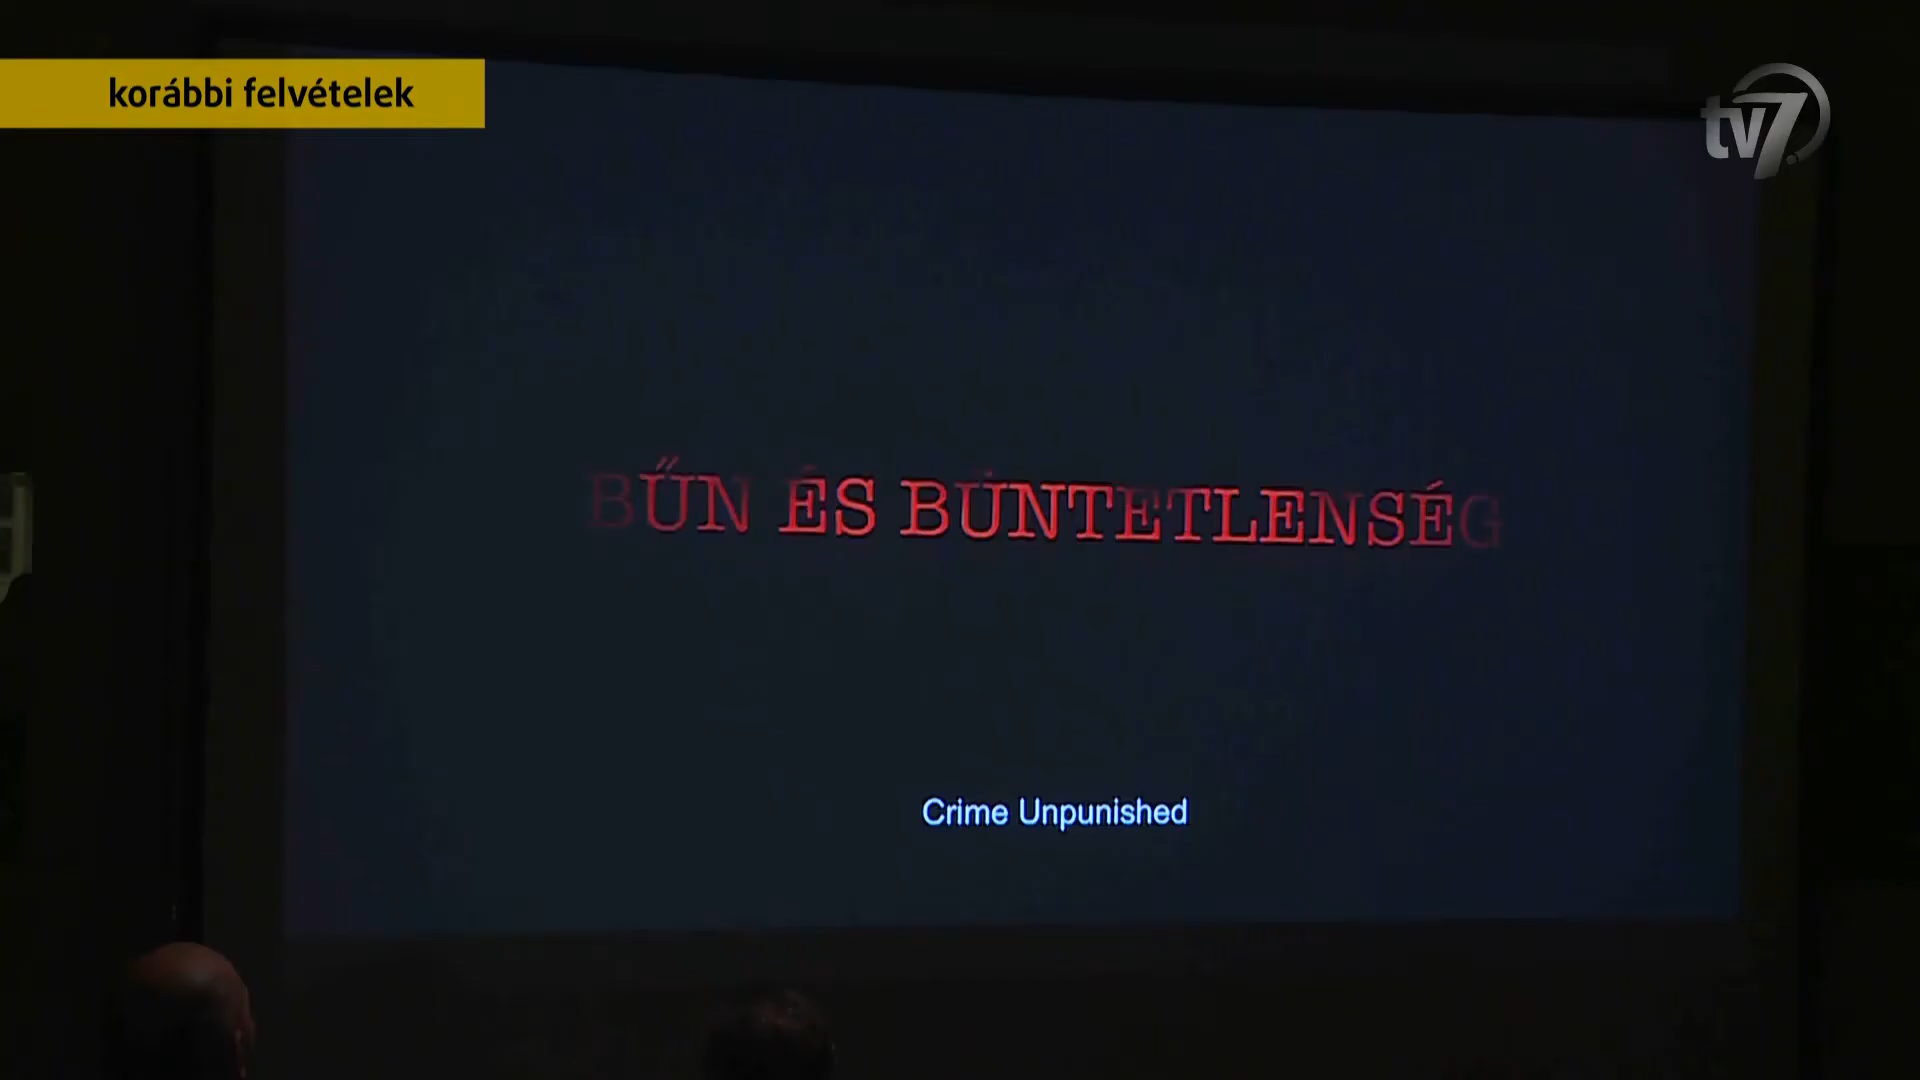 korábbi felvételek
tv7
BŰN ÉS BÜNTETLENSÉG
Crime Unpunished